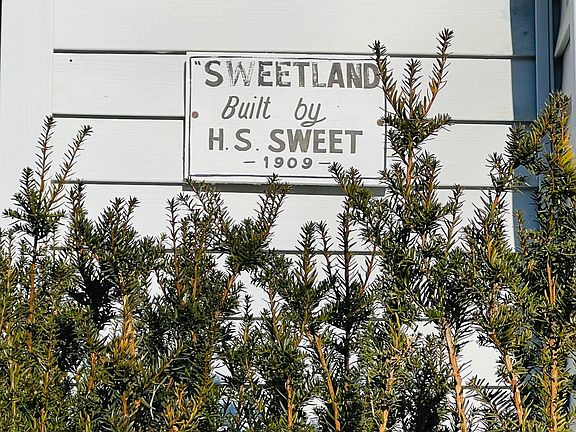 "SWEETLAND
Built by
H.S. SWEET
-1909-